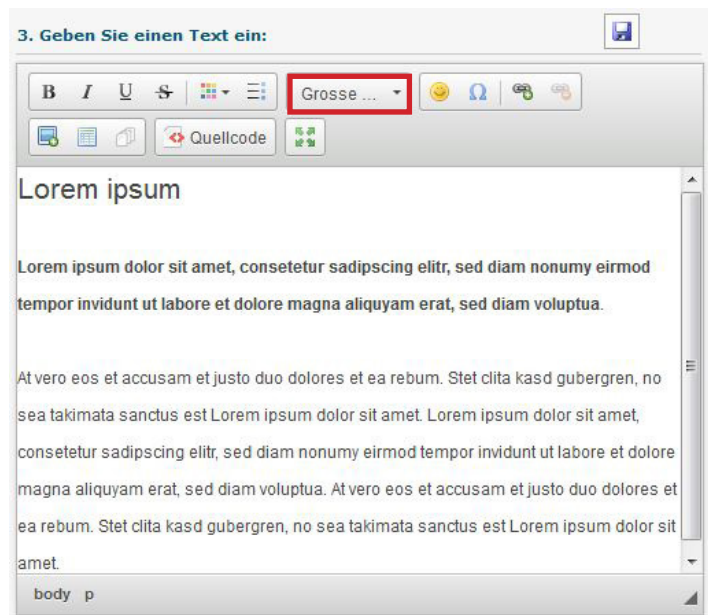 3. Geben Sie einen Text ein:
B I U S Grosse ... Ω
Quellcode
Lorem ipsum
Lorem ipsum dolor sit amet, consetetur sadipscing elitr, sed diam nonumy eirmod
tempor invidunt ut labore et dolore magna aliquyam erat, sed diam voluptua.
At vero eos et accusam et justo duo dolores et ea rebum. Stet clita kasd gubergren, no
sea takimata sanctus est Lorem ipsum dolor sit amet. Lorem ipsum dolor sit amet,
consetetur sadipscing elitr, sed diam nonumy eirmod tempor invidunt ut labore et dolore
magna aliquyam erat, sed diam voluptua. At vero eos et accusam et justo duo dolores et
ea rebum. Stet clita kasd gubergren, no sea takimata sanctus est Lorem ipsum dolor sit
amet.
body p